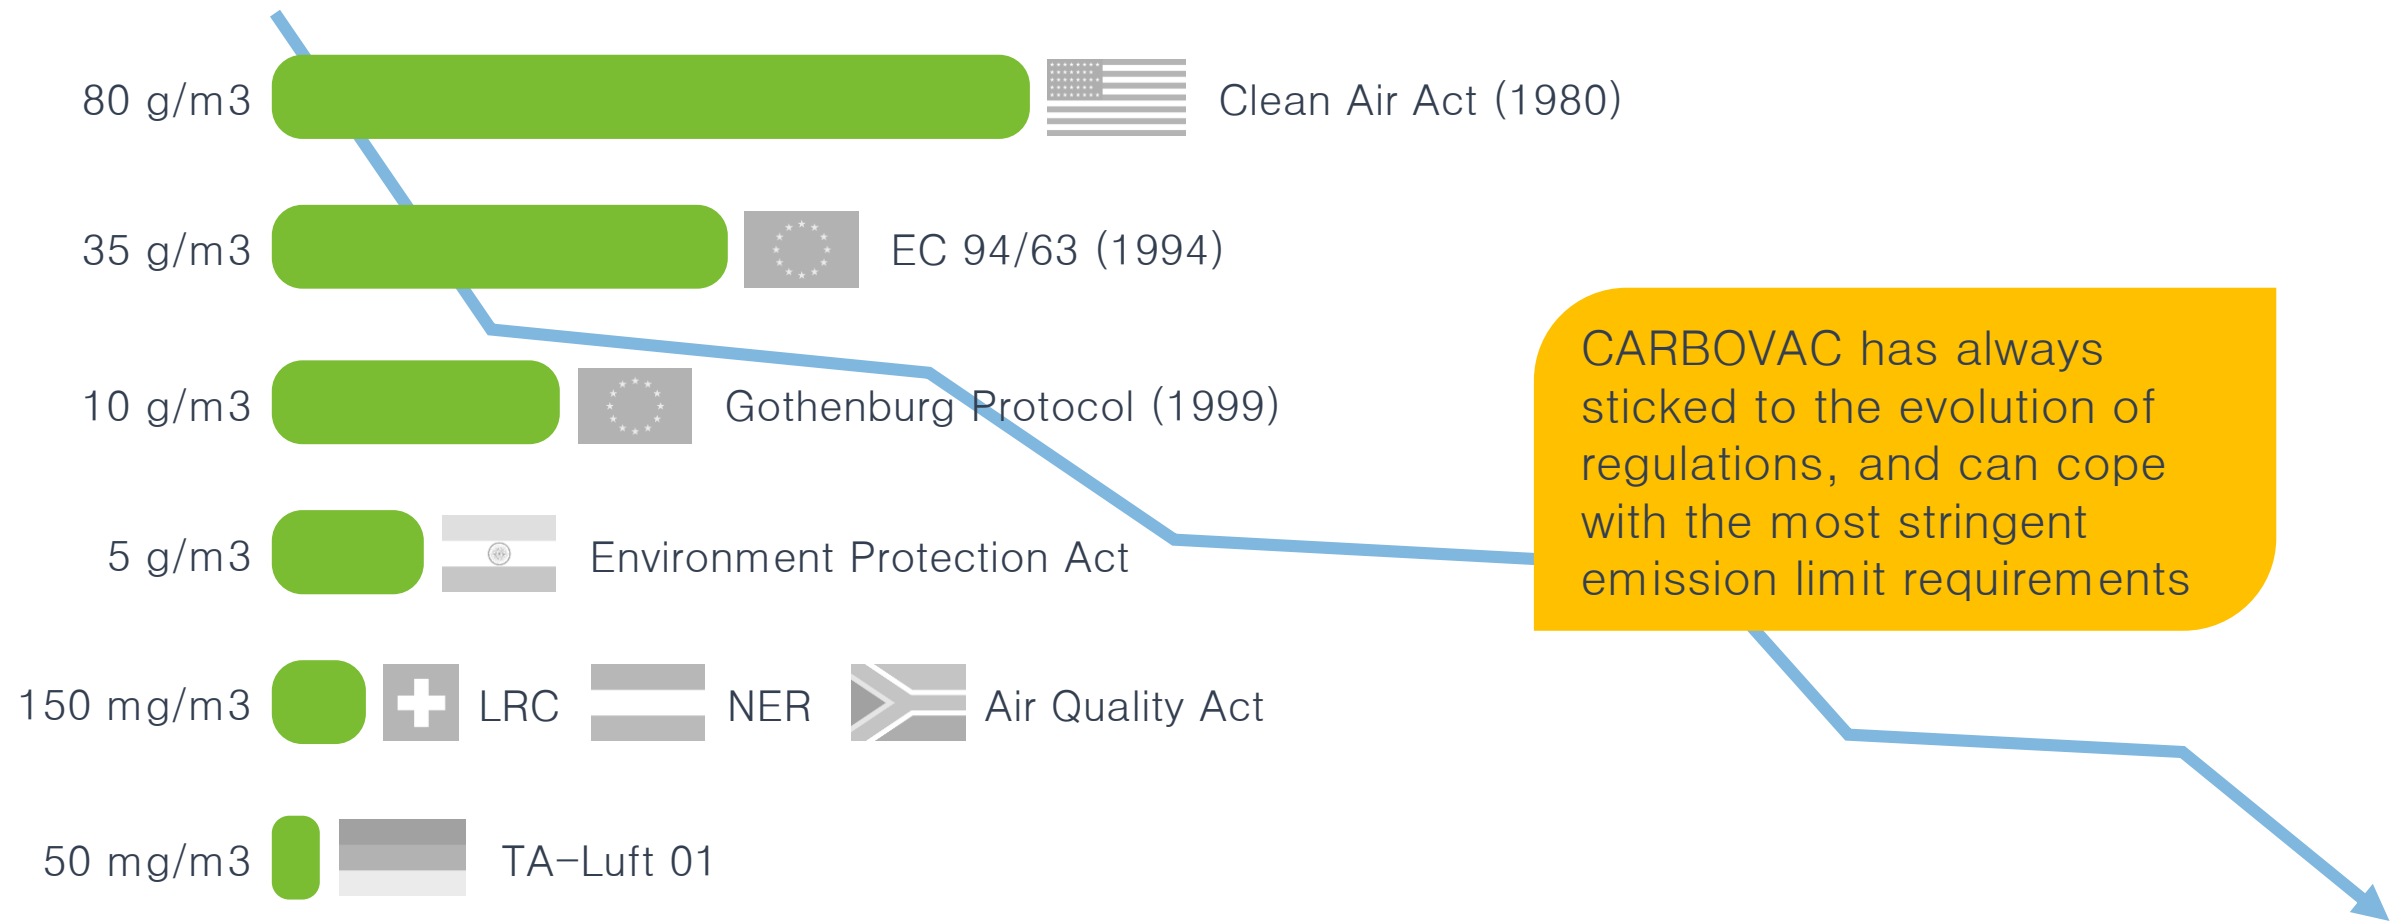 80 g/m3 Clean Air Act (1980)
35 g/m3 EC 94/63 (1994)
10 g/m3 Gothenburg Protocol (1999)
5 g/m3 Environment Protection Act
150 mg/m3 LRC NER Air Quality Act
50 mg/m3 TA-Luft 01
CARBOVAC has always
sticked to the evolution of
regulations, and can cope
with the most stringent
emission limit requirements